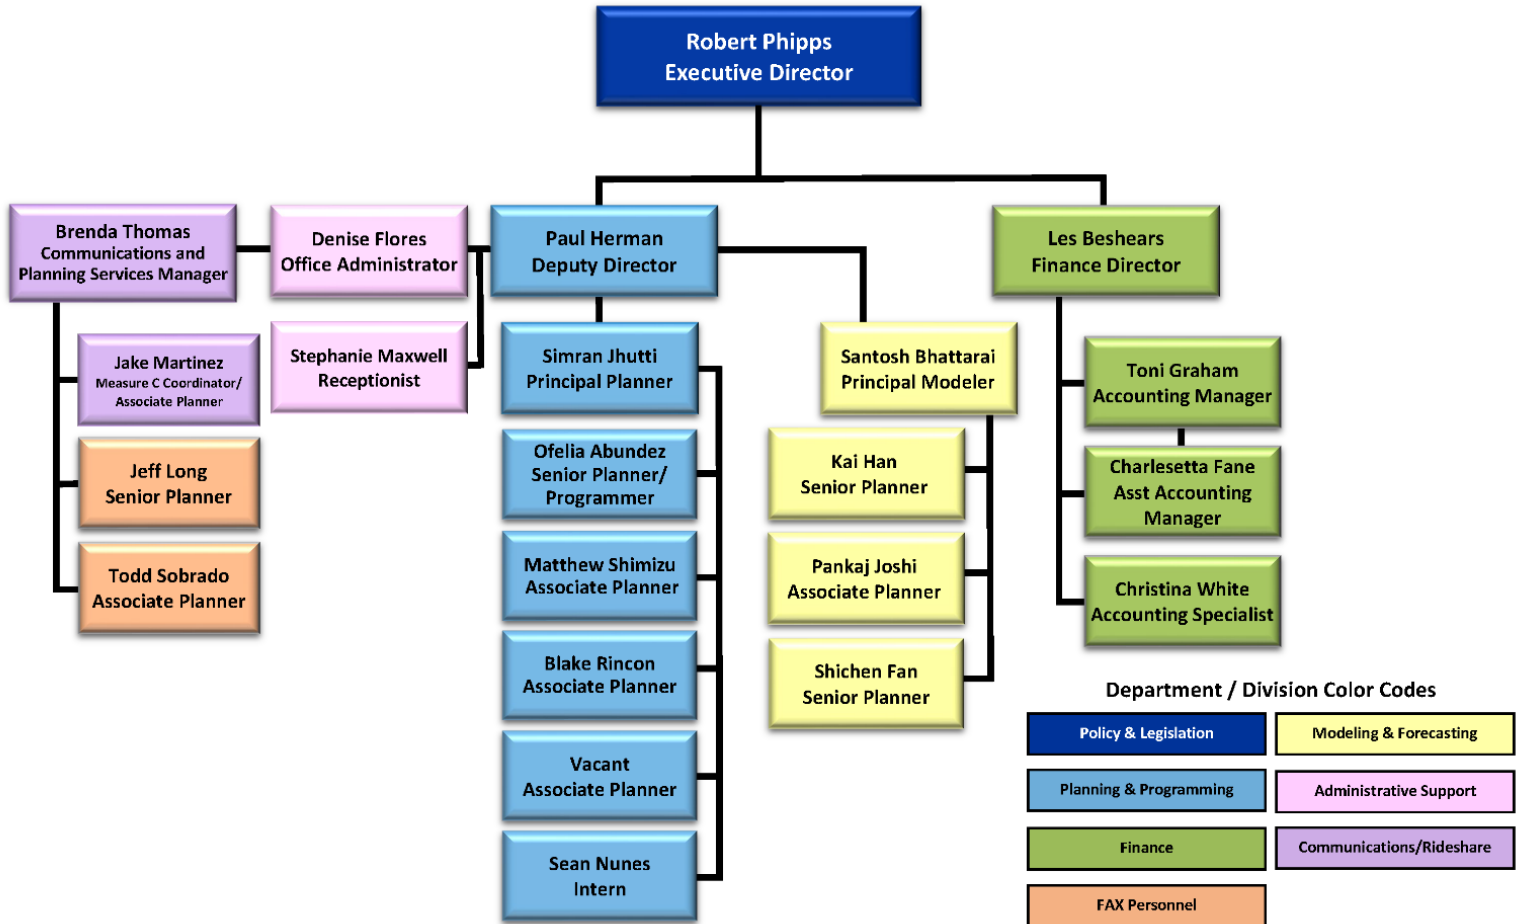 Robert Phipps
Executive Director
Brenda Thomas
Communications and
Planning Services Manager
Denise Flores
Office Administrator
Paul Herman
Deputy Director
Les Beshears
Finance Director
Jake Martinez
Measure C Coordinator/
Associate Planner
Jeff Long
Senior Planner
Todd Sobrado
Associate Planner
Stephanie Maxwell
Receptionist
Simran Jhutti
Principal Planner
Ofelia Abundez
Senior Planner/
Programmer
Matthew Shimizu
Associate Planner
Blake Rincon
Associate Planner
Vacant
Associate Planner
Sean Nunes
Intern
Santosh Bhattarai
Principal Modeler
Kai Han
Senior Planner
Pankaj Joshi
Associate Planner
Shichen Fan
Senior Planner
Toni Graham
Accounting Manager
Charlesetta Fane
Asst Accounting
Manager
Christina White
Accounting Specialist
Department / Division Color Codes
Policy & Legislation
Modeling & Forecasting
Planning & Programming
Administrative Support
Finance
Communications/Rideshare
FAX Personnel